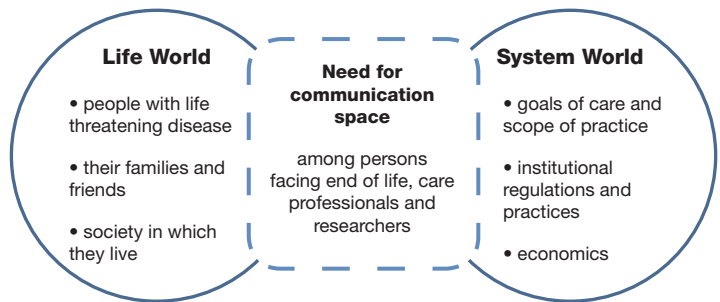 Life World
• people with life
threatening disease
• their families and
friends
• society in which
they live
Need for
communication
space
among persons
facing end of life, care
professionals and
researchers
System World
• goals of care and
scope of practice
• institutional
regulations and
practices
• economics